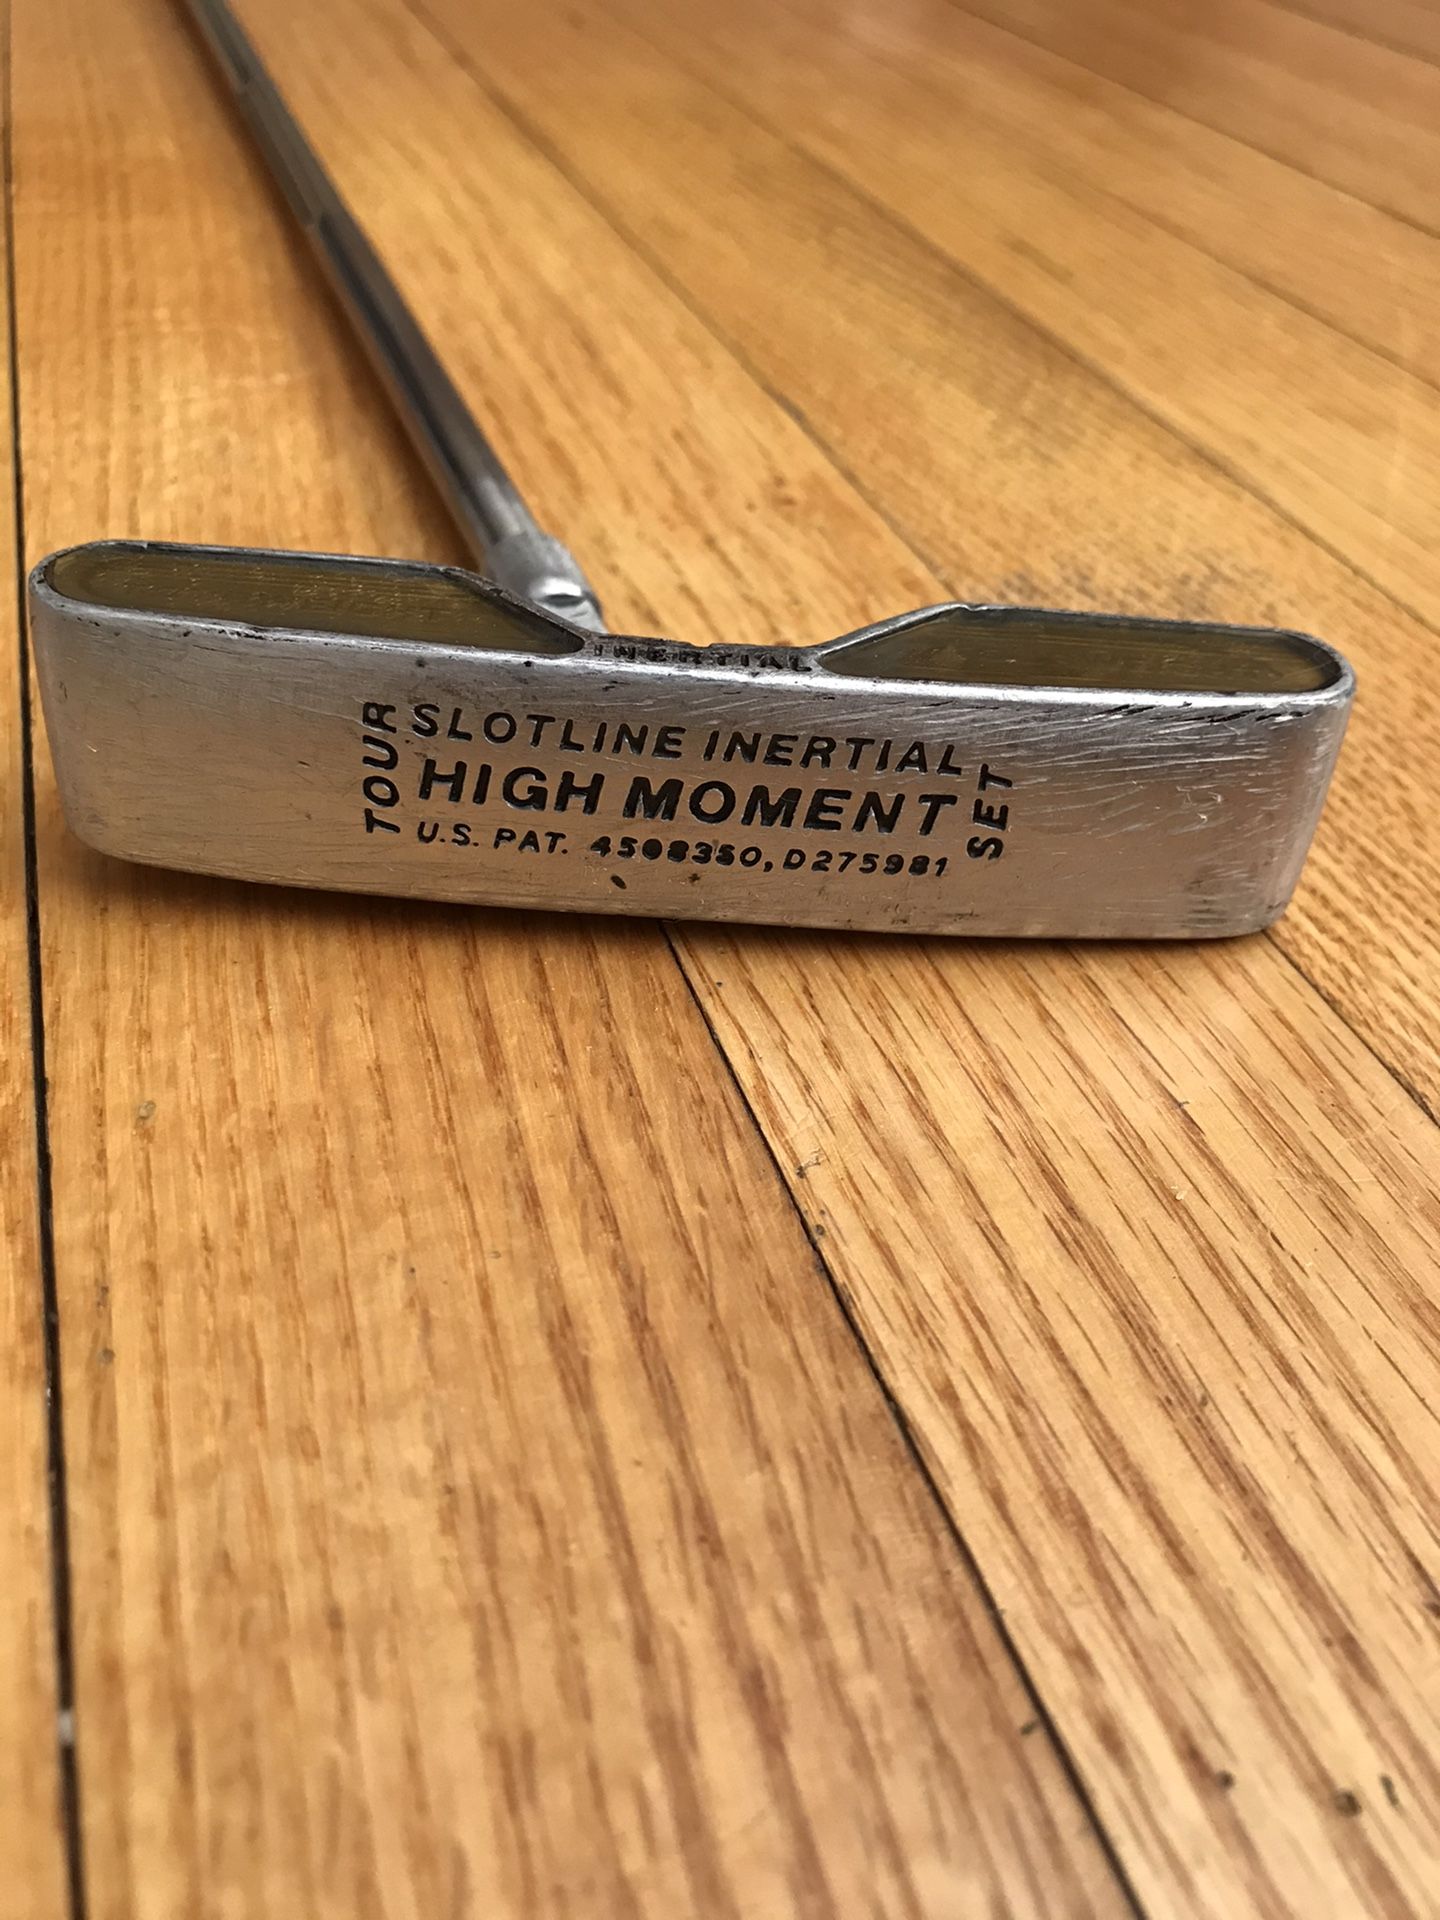 INERTIAL
TOUR
SLOTLINE INERTIAL
HIGH MOMENT
U.S. PAT. 4508350, D275981
SET